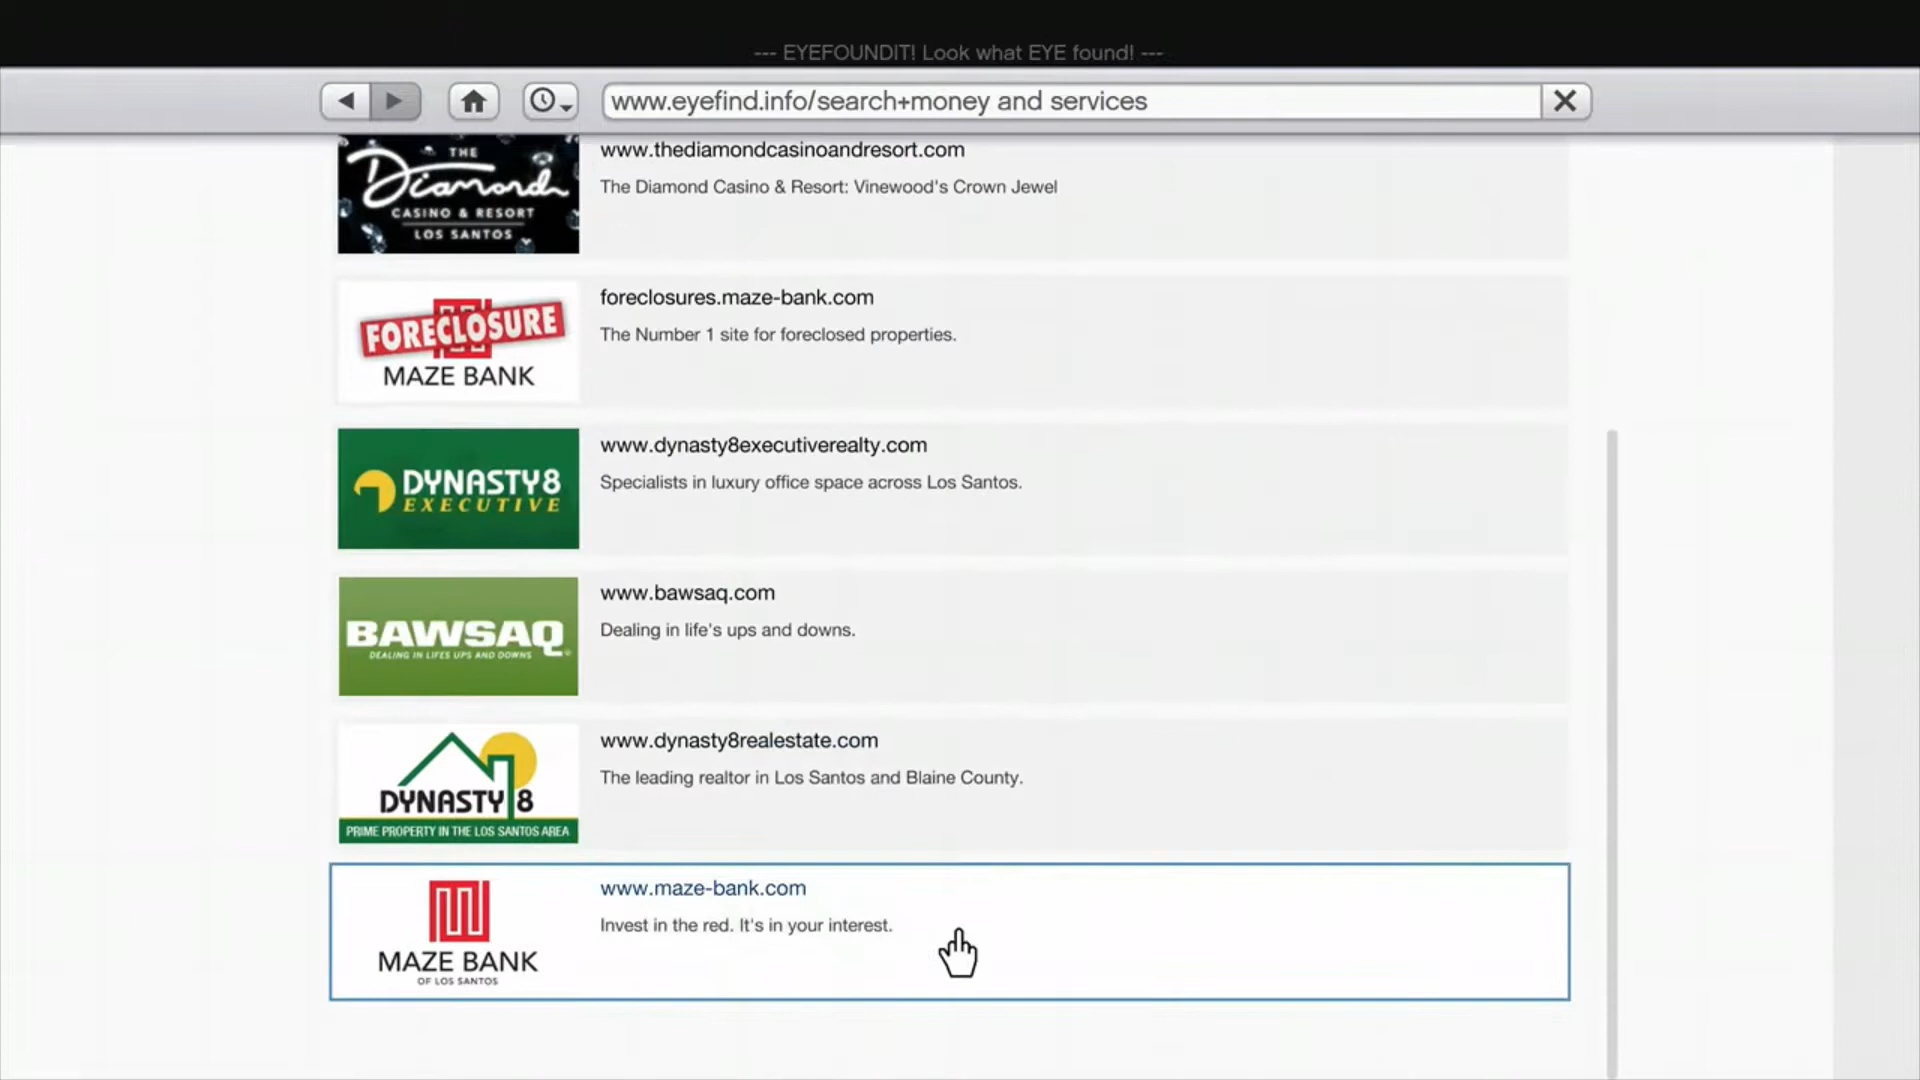 --- EYEFOUNDIT! Look what EYE found! ---
www.eyefind.info/search+money and services
THE
Diamond
CASINO & RESORT
LOS SANTOS
www.thediamondcasinoandresort.com
The Diamond Casino & Resort: Vinewood's Crown Jewel
FORECLOSURE
MAZE BANK
foreclosures.maze-bank.com
The Number 1 site for foreclosed properties.
DYNASTY8
EXECUTIVE
www.dynasty8executiverealty.com
Specialists in luxury office space across Los Santos.
BAWSAQ
DEALING IN LIFES UPS AND DOWNS
www.bawsaq.com
Dealing in life's ups and downs.
DYNASTY 8
PRIME PROPERTY IN THE LOS SANTOS AREA
www.dynasty8realestate.com
The leading realtor in Los Santos and Blaine County.
MAZE BANK
OF LOS SANTOS
www.maze-bank.com
Invest in the red. It's in your interest.